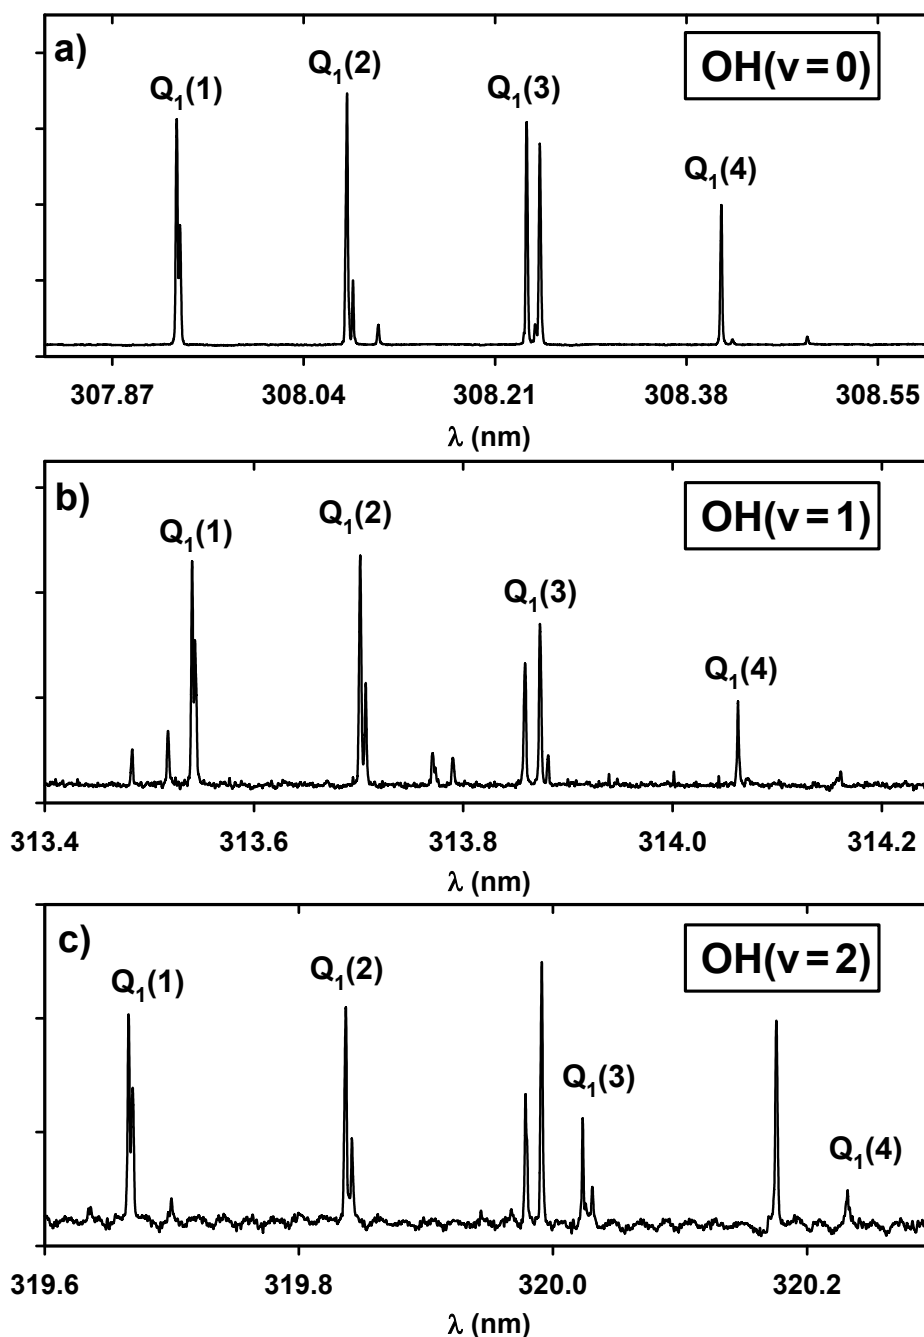 a)
Q₁(1)
Q₁(2)
Q₁(3)
Q₁(4)
OH(v = 0)
307.87 308.04 308.21 308.38 308.55
λ (nm)
b)
Q₁(1)
Q₁(2)
Q₁(3)
Q₁(4)
OH(v = 1)
313.4 313.6 313.8 314.0 314.2
λ (nm)
c)
Q₁(1)
Q₁(2)
Q₁(3)
Q₁(4)
OH(v = 2)
319.6 319.8 320.0 320.2
λ (nm)